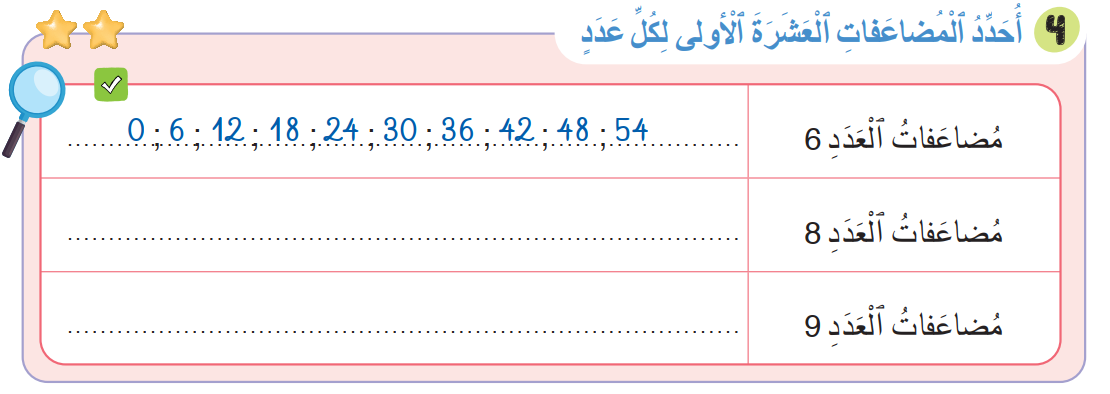 4 أُحَدِّدُ ٱلْمُضاعَفاتِ ٱلْعَشَرَةَ ٱلْأولى لِكُلِّ عَدَدٍ
مُضاعَفاتُ ٱلْعَدَدِ 6
0 ; 6 ; 12 ; 18 ; 24 ; 30 ; 36 ; 42 ; 48 ; 54
مُضاعَفاتُ ٱلْعَدَدِ 8
مُضاعَفاتُ ٱلْعَدَدِ 9